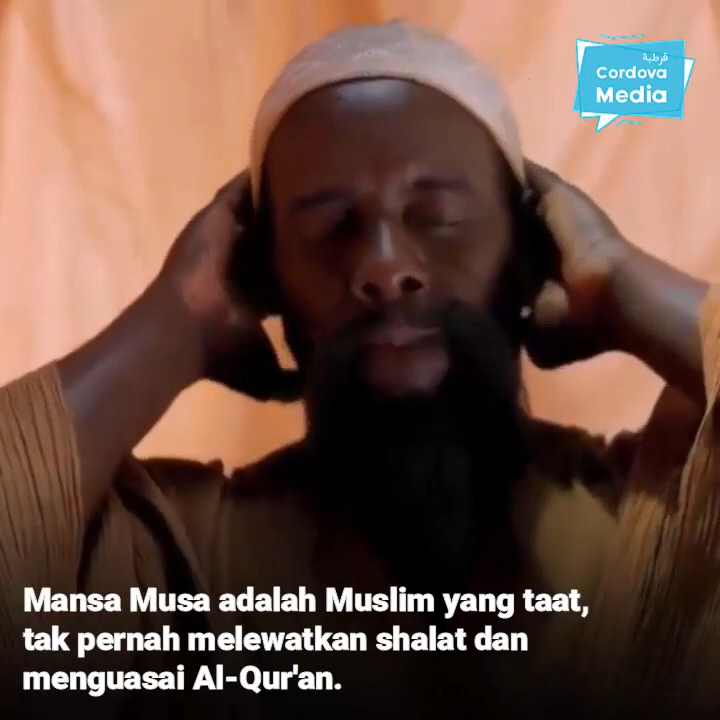 قرطبة
Cordova
Media
Mansa Musa adalah Muslim yang taat,
tak pernah melewatkan shalat dan
menguasai Al-Qur'an.